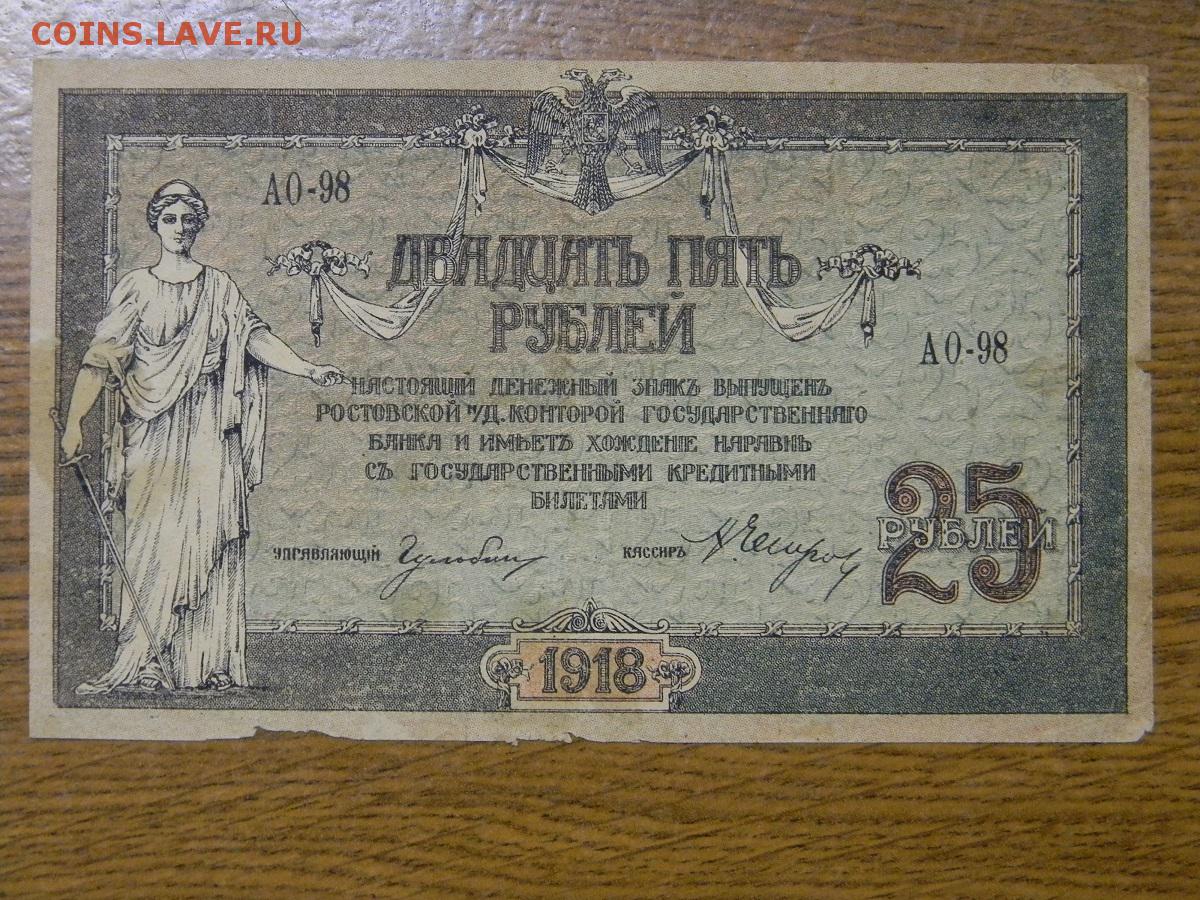 COINS.LAVE.RU
АО-98
ДВАДЦАТЬ ПЯТЬ
РУБЛЕЙ
АО-98
НАСТОЯЩІЙ ДЕНЕЖНЫЙ ЗНАКЪ ВЫПУЩЕНЪ
РОСТОВСКОЙ н/Д. КОНТОРОЙ ГОСУДАРСТВЕННАГО
БАНКА И ИМѢЕТЪ ХОЖДЕНІЕ НАРАВНѢ
СЪ ГОСУДАРСТВЕННЫМИ КРЕДИТНЫМИ
БИЛЕТАМИ
25
РУБЛЕЙ
УПРАВЛЯЮЩІЙ
КАССИРЪ
1918